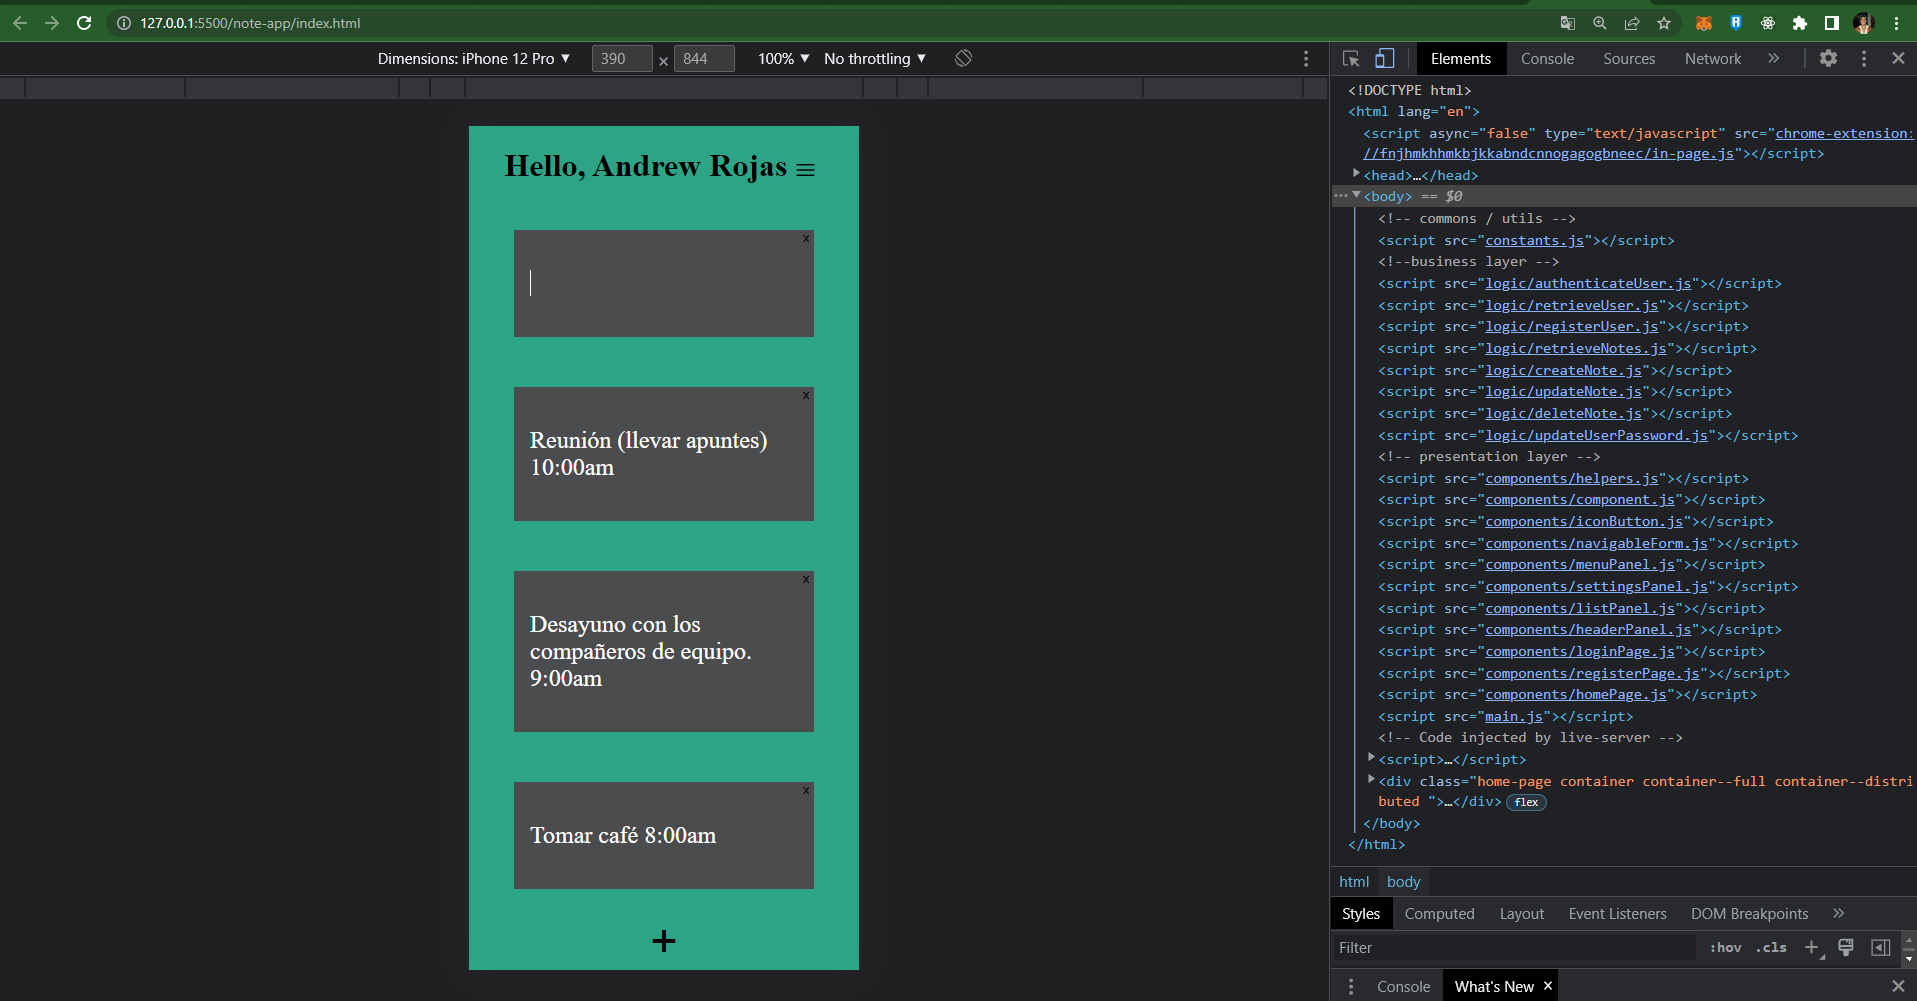 127.0.0.1:5500/note-app/index.html
Dimensions: iPhone 12 Pro ▼ 390 × 844 100% ▼ No throttling ▼
Elements Console Sources Network »
Hello, Andrew Rojas ≡
x
x
Reunión (llevar apuntes)
10:00am
x
Desayuno con los
compañeros de equipo.
9:00am
x
Tomar café 8:00am
+
<!DOCTYPE html>
<html lang="en">
<script async="false" type="text/javascript" src="chrome-extension:
//fnjhmkhhmkbjkkabndcnnogagogbneec/in-page.js"></script>
<head>…</head>
<body> == $0
<!-- commons / utils -->
<script src="constants.js"></script>
<!--business layer -->
<script src="logic/authenticateUser.js"></script>
<script src="logic/retrieveUser.js"></script>
<script src="logic/registerUser.js"></script>
<script src="logic/retrieveNotes.js"></script>
<script src="logic/createNote.js"></script>
<script src="logic/updateNote.js"></script>
<script src="logic/deleteNote.js"></script>
<script src="logic/updateUserPassword.js"></script>
<!-- presentation layer -->
<script src="components/helpers.js"></script>
<script src="components/component.js"></script>
<script src="components/iconButton.js"></script>
<script src="components/navigableForm.js"></script>
<script src="components/menuPanel.js"></script>
<script src="components/settingsPanel.js"></script>
<script src="components/listPanel.js"></script>
<script src="components/headerPanel.js"></script>
<script src="components/loginPage.js"></script>
<script src="components/registerPage.js"></script>
<script src="components/homePage.js"></script>
<script src="main.js"></script>
<!-- Code injected by live-server -->
<script>…</script>
<div class="home-page container container--full container--distri
buted ">…</div> flex
</body>
</html>
html body
Styles Computed Layout Event Listeners DOM Breakpoints »
Filter :hov .cls +
Console What's New ×